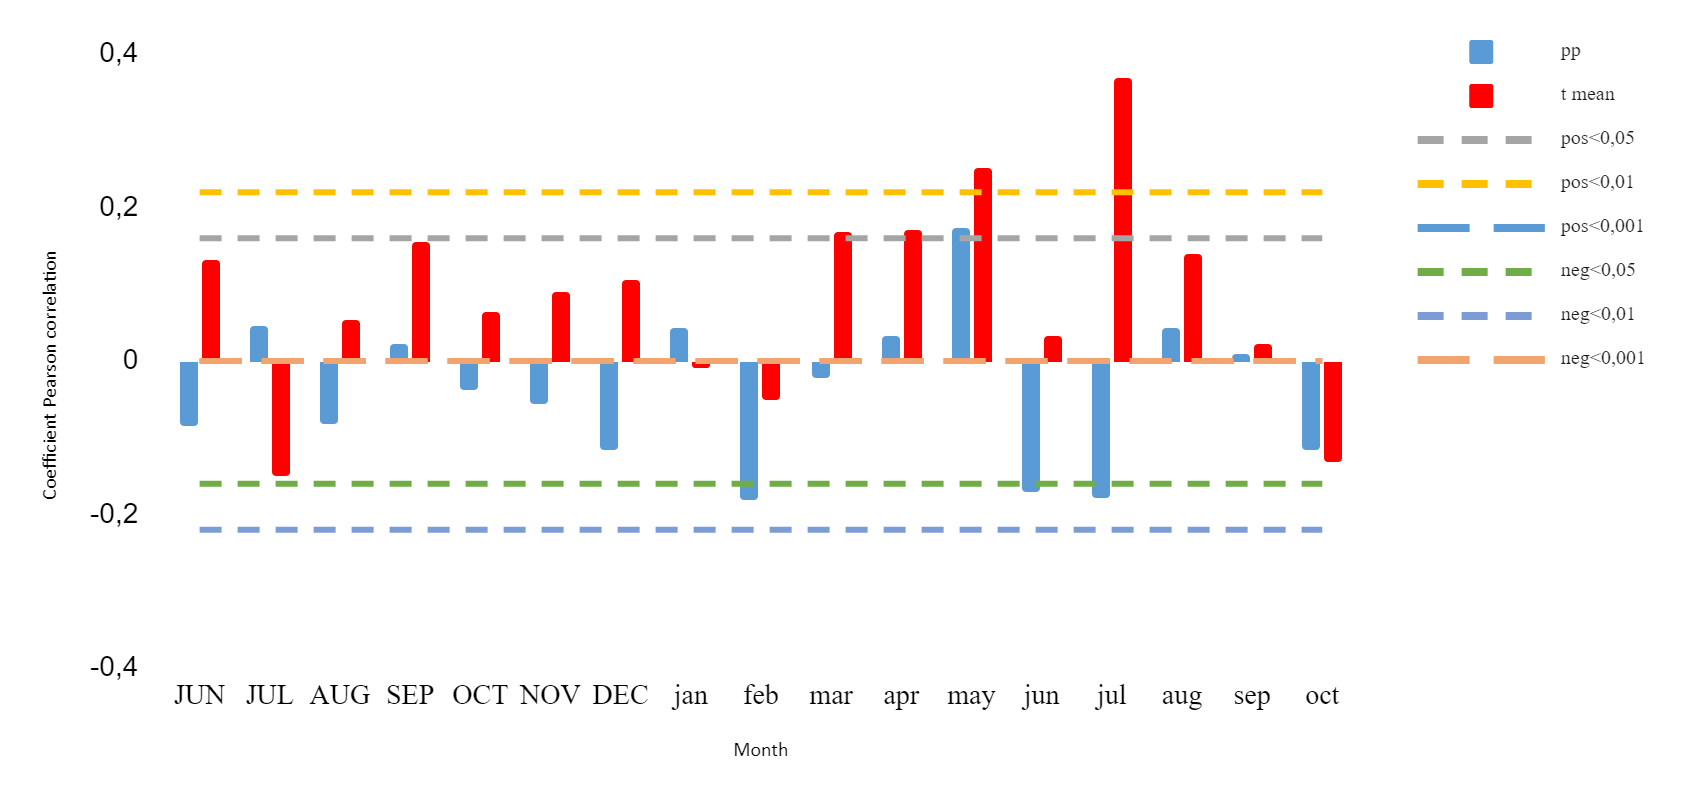 0,4
0,2
0
-0,2
-0,4
Coefficient Pearson correlation
JUN JUL AUG SEP OCT NOV DEC jan feb mar apr may jun jul aug sep oct
Month
pp
t mean
pos<0,05
pos<0,01
pos<0,001
neg<0,05
neg<0,01
neg<0,001